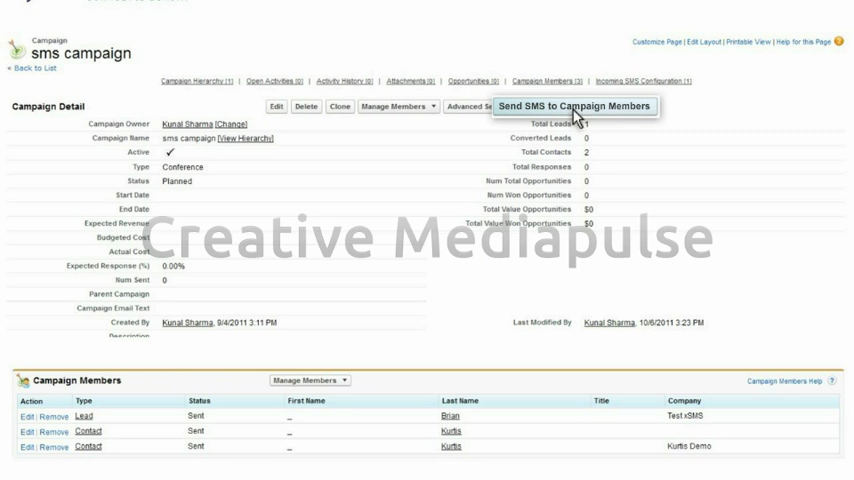 Campaign
sms campaign
Customize Page | Edit Layout | Printable View | Help for this Page ?
« Back to List
Campaign Hierarchy [1] | Open Activities [0] | Activity History [0] | Attachments [0] | Opportunities [0] | Campaign Members [3] | Incoming SMS Configuration [1]
Campaign Detail Edit Delete Clone Manage Members ▼ Advanced Se Send SMS to Campaign Members
Campaign Owner Kunal Sharma [Change] Total Leads 1
Campaign Name sms campaign [View Hierarchy] Converted Leads 0
Active ✓ Total Contacts 2
Type Conference Total Responses 0
Status Planned Num Total Opportunities 0
Start Date Num Won Opportunities 0
End Date Total Value Opportunities $0
Expected Revenue Total Value Won Opportunities $0
Creative Mediapulse
Budgeted Cost
Actual Cost
Expected Response (%) 0.00%
Num Sent 0
Parent Campaign
Campaign Email Text
Created By Kunal Sharma, 9/4/2011 3:11 PM Last Modified By Kunal Sharma, 10/6/2011 3:23 PM
Description
Campaign Members Manage Members ▼ Campaign Members Help ?
Action Type Status First Name Last Name Title Company
Edit | Remove Lead Sent _ Brian Test xSMS
Edit | Remove Contact Sent _ Kurtis
Edit | Remove Contact Sent _ Kurtis Kurtis Demo